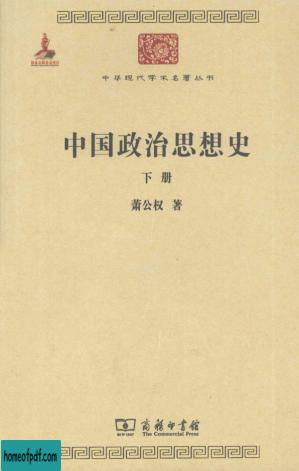 中华现代学术名著丛书
中国政治思想史
下册
萧公权 著
商务印书馆
The Commercial Press
homeofpdf.com